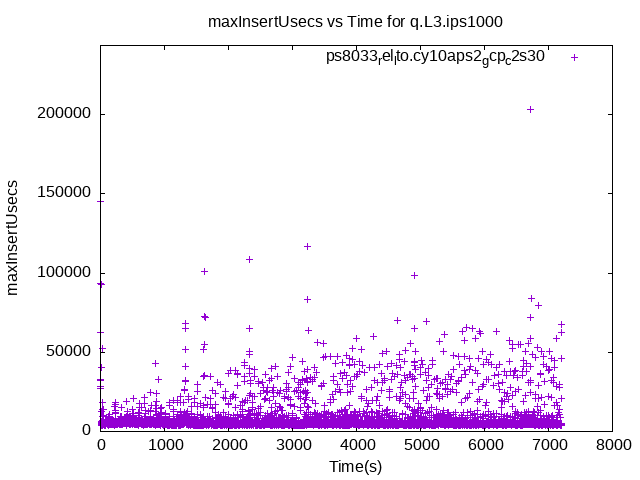 maxInsertUsecs vs Time for q.L3.ips1000
ps8033rellto.cy10aps2gcpc2s30
maxInsertUsecs
200000
150000
100000
50000
0
0 1000 2000 3000 4000 5000 6000 7000 8000
Time(s)